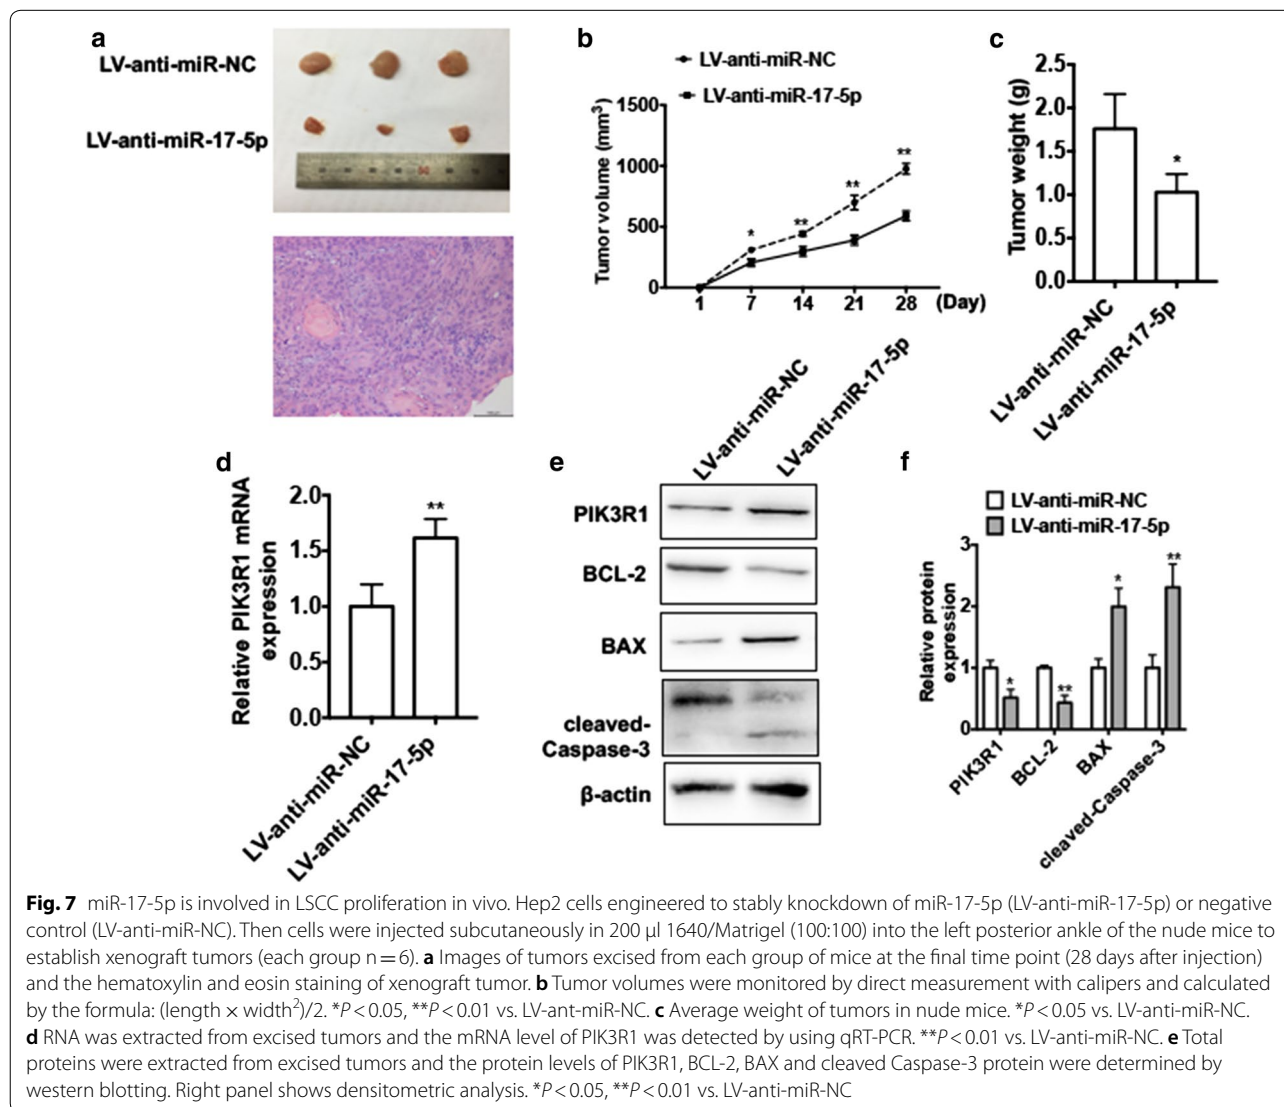 a
LV-anti-miR-NC
LV-anti-miR-17-5p
b
LV-anti-miR-NC
LV-anti-miR-17-5p
Tumor volume (mm³)
1500
1000
500
0
*
**
**
**
1 7 14 21 28 (Day)
c
Tumor weight (g)
2.5
2.0
1.5
1.0
0.5
0.0
*
LV-anti-miR-NC
LV-anti-miR-17-5p
d
Relative PIK3R1 mRNA
expression
2.0
1.5
1.0
0.5
0.0
**
LV-anti-miR-NC
LV-anti-miR-17-5p
e
LV-anti-miR-NC
LV-anti-miR-17-5p
PIK3R1
BCL-2
BAX
cleaved-
Caspase-3
β-actin
f
LV-anti-miR-NC
LV-anti-miR-17-5p
Relative protein
expression
3
2
1
0
*
**
*
**
PIK3R1
BCL-2
BAX
cleaved-Caspase-3
Fig. 7 miR-17-5p is involved in LSCC proliferation in vivo. Hep2 cells engineered to stably knockdown of miR-17-5p (LV-anti-miR-17-5p) or negative
control (LV-anti-miR-NC). Then cells were injected subcutaneously in 200 μl 1640/Matrigel (100:100) into the left posterior ankle of the nude mice to
establish xenograft tumors (each group n = 6). a Images of tumors excised from each group of mice at the final time point (28 days after injection)
and the hematoxylin and eosin staining of xenograft tumor. b Tumor volumes were monitored by direct measurement with calipers and calculated
by the formula: (length × width²)/2. *P < 0.05, **P < 0.01 vs. LV-ant-miR-NC. c Average weight of tumors in nude mice. *P < 0.05 vs. LV-anti-miR-NC.
d RNA was extracted from excised tumors and the mRNA level of PIK3R1 was detected by using qRT-PCR. **P < 0.01 vs. LV-anti-miR-NC. e Total
proteins were extracted from excised tumors and the protein levels of PIK3R1, BCL-2, BAX and cleaved Caspase-3 protein were determined by
western blotting. Right panel shows densitometric analysis. *P < 0.05, **P < 0.01 vs. LV-anti-miR-NC